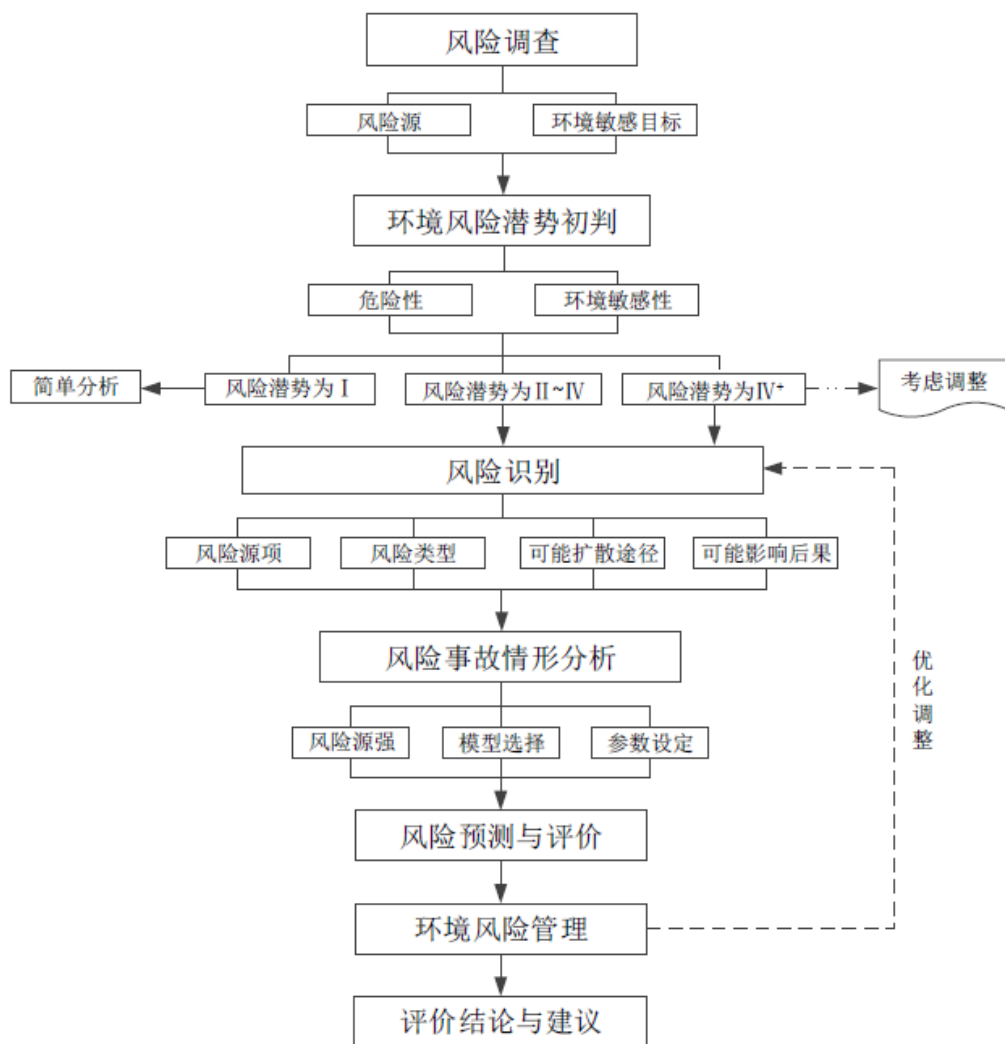 风险调查
风险源
环境敏感目标
环境风险潜势初判
危险性
环境敏感性
简单分析
风险潜势为Ⅰ
风险潜势为Ⅱ~Ⅳ
风险潜势为Ⅳ⁺
考虑调整
风险识别
风险源项
风险类型
可能扩散途径
可能影响后果
风险事故情形分析
风险源强
模型选择
参数设定
优化调整
风险预测与评价
环境风险管理
评价结论与建议